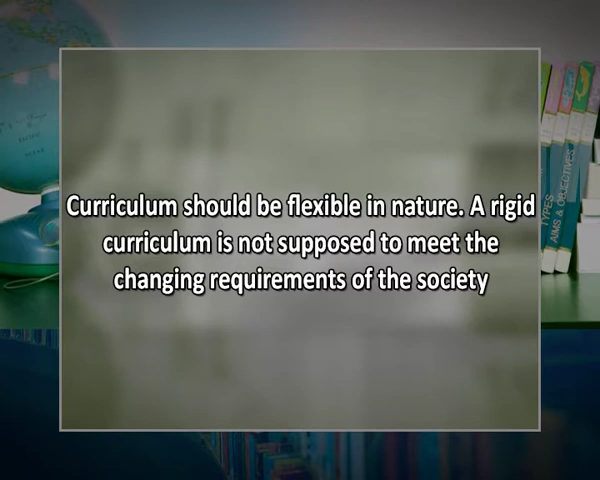 Curriculum should be flexible in nature. A rigid
curriculum is not supposed to meet the
changing requirements of the society
TYPES
AIMS & OBJECTIVES